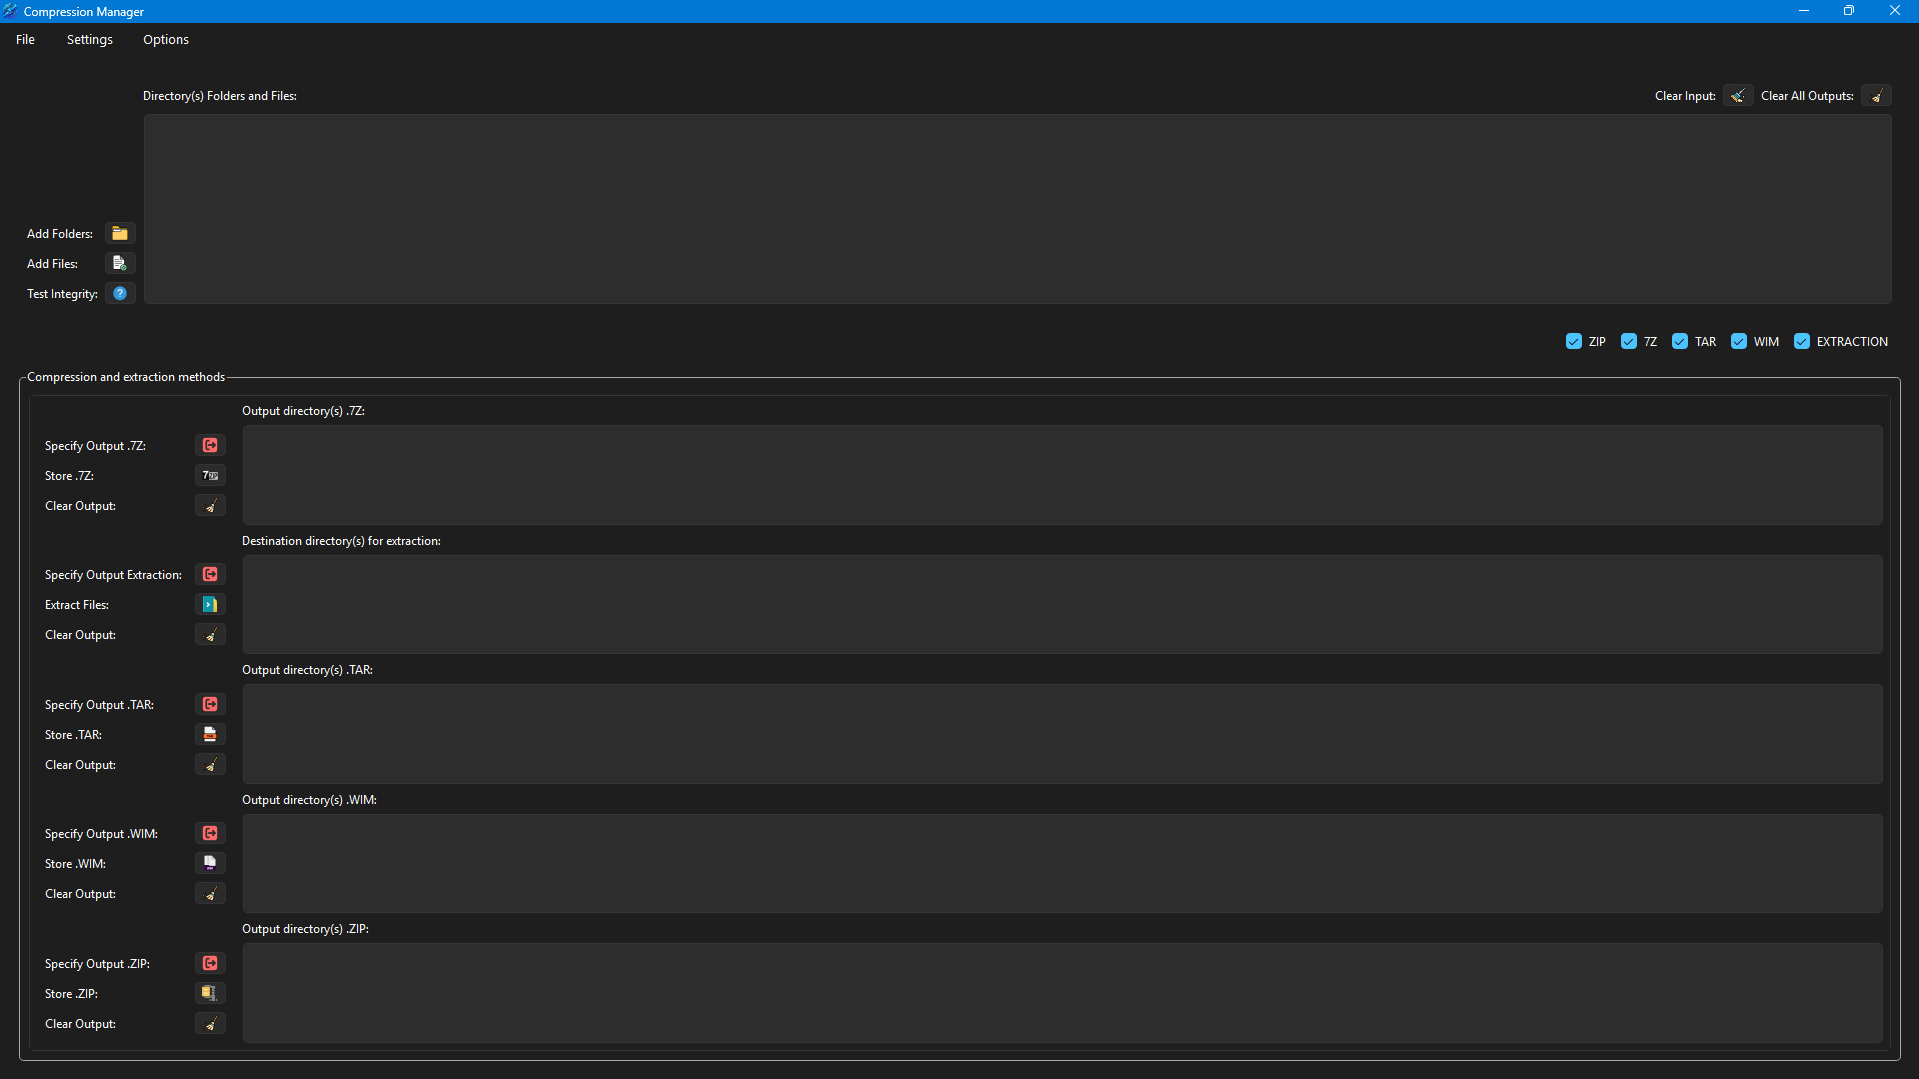 Compression Manager
File Settings Options
Directory(s) Folders and Files: Clear Input: Clear All Outputs:
Add Folders:
Add Files:
Test Integrity:
ZIP 7Z TAR WIM EXTRACTION
Compression and extraction methods
Output directory(s) .7Z:
Specify Output .7Z:
Store .7Z:
Clear Output:
Destination directory(s) for extraction:
Specify Output Extraction:
Extract Files:
Clear Output:
Output directory(s) .TAR:
Specify Output .TAR:
Store .TAR:
Clear Output:
Output directory(s) .WIM:
Specify Output .WIM:
Store .WIM:
Clear Output:
Output directory(s) .ZIP:
Specify Output .ZIP:
Store .ZIP:
Clear Output: